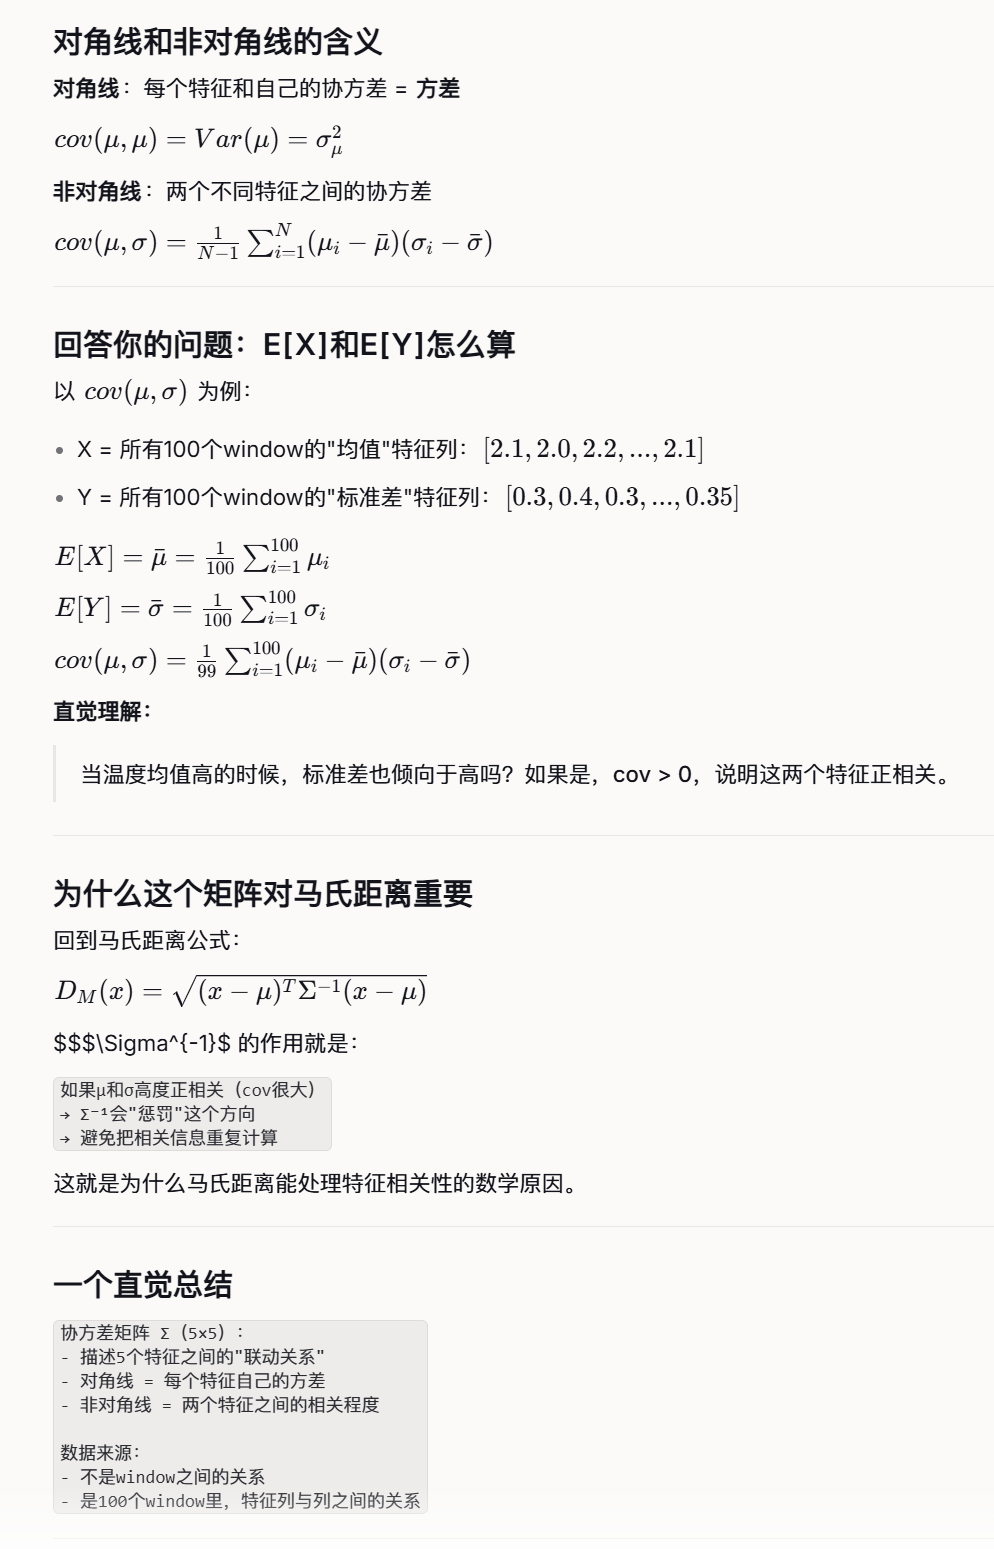 对角线和非对角线的含义
对角线：每个特征和自己的协方差 = 方差
cov(μ, μ) = Var(μ) = σ_μ^2
非对角线：两个不同特征之间的协方差
cov(μ, σ) = \frac{1}{N-1} ∑_{i=1}^{N} (μ_i − \bar{μ})(σ_i − \bar{σ})
回答你的问题：E[X]和E[Y]怎么算
以 cov(μ, σ) 为例：
• X = 所有100个window的"均值"特征列：[2.1, 2.0, 2.2, ..., 2.1]
• Y = 所有100个window的"标准差"特征列：[0.3, 0.4, 0.3, ..., 0.35]
E[X] = \bar{μ} = \frac{1}{100} ∑_{i=1}^{100} μ_i
E[Y] = \bar{σ} = \frac{1}{100} ∑_{i=1}^{100} σ_i
cov(μ, σ) = \frac{1}{99} ∑_{i=1}^{100} (μ_i − \bar{μ})(σ_i − \bar{σ})
直觉理解：
当温度均值高的时候，标准差也倾向于高吗？如果是，cov > 0，说明这两个特征正相关。
为什么这个矩阵对马氏距离重要
回到马氏距离公式：
D_M(x) = \sqrt{(x − μ)^T Σ^{−1} (x − μ)}
$$$\Sigma^{-1}$ 的作用就是：
如果μ和σ高度正相关（cov很大）
→ Σ⁻¹会"惩罚"这个方向
→ 避免把相关信息重复计算
这就是为什么马氏距离能处理特征相关性的数学原因。
一个直觉总结
协方差矩阵 Σ（5×5）：
- 描述5个特征之间的"联动关系"
- 对角线 = 每个特征自己的方差
- 非对角线 = 两个特征之间的相关程度
数据来源：
- 不是window之间的关系
- 是100个window里，特征列与列之间的关系